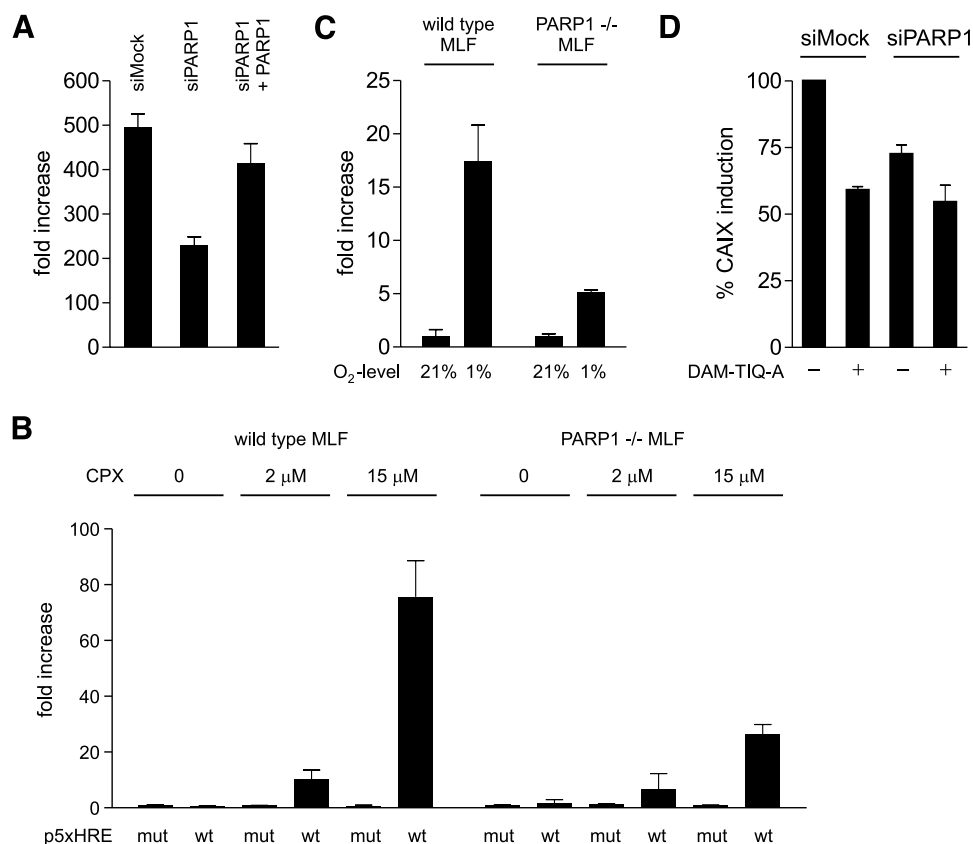 A
siMock
siPARP1
siPARP1
+ PARP1
fold increase
600
500
400
300
200
100
0
C
wild type
MLF
PARP1 -/-
MLF
fold increase
25
20
15
10
5
0
O2-level
21% 1%
21% 1%
D
siMock
siPARP1
% CAIX induction
100
75
50
25
0
DAM-TIQ-A
– + – +
B
wild type MLF
PARP1 -/- MLF
CPX
0
2 μM
15 μM
0
2 μM
15 μM
fold increase
100
80
60
40
20
0
p5xHRE
mut wt mut wt mut wt mut wt mut wt mut wt